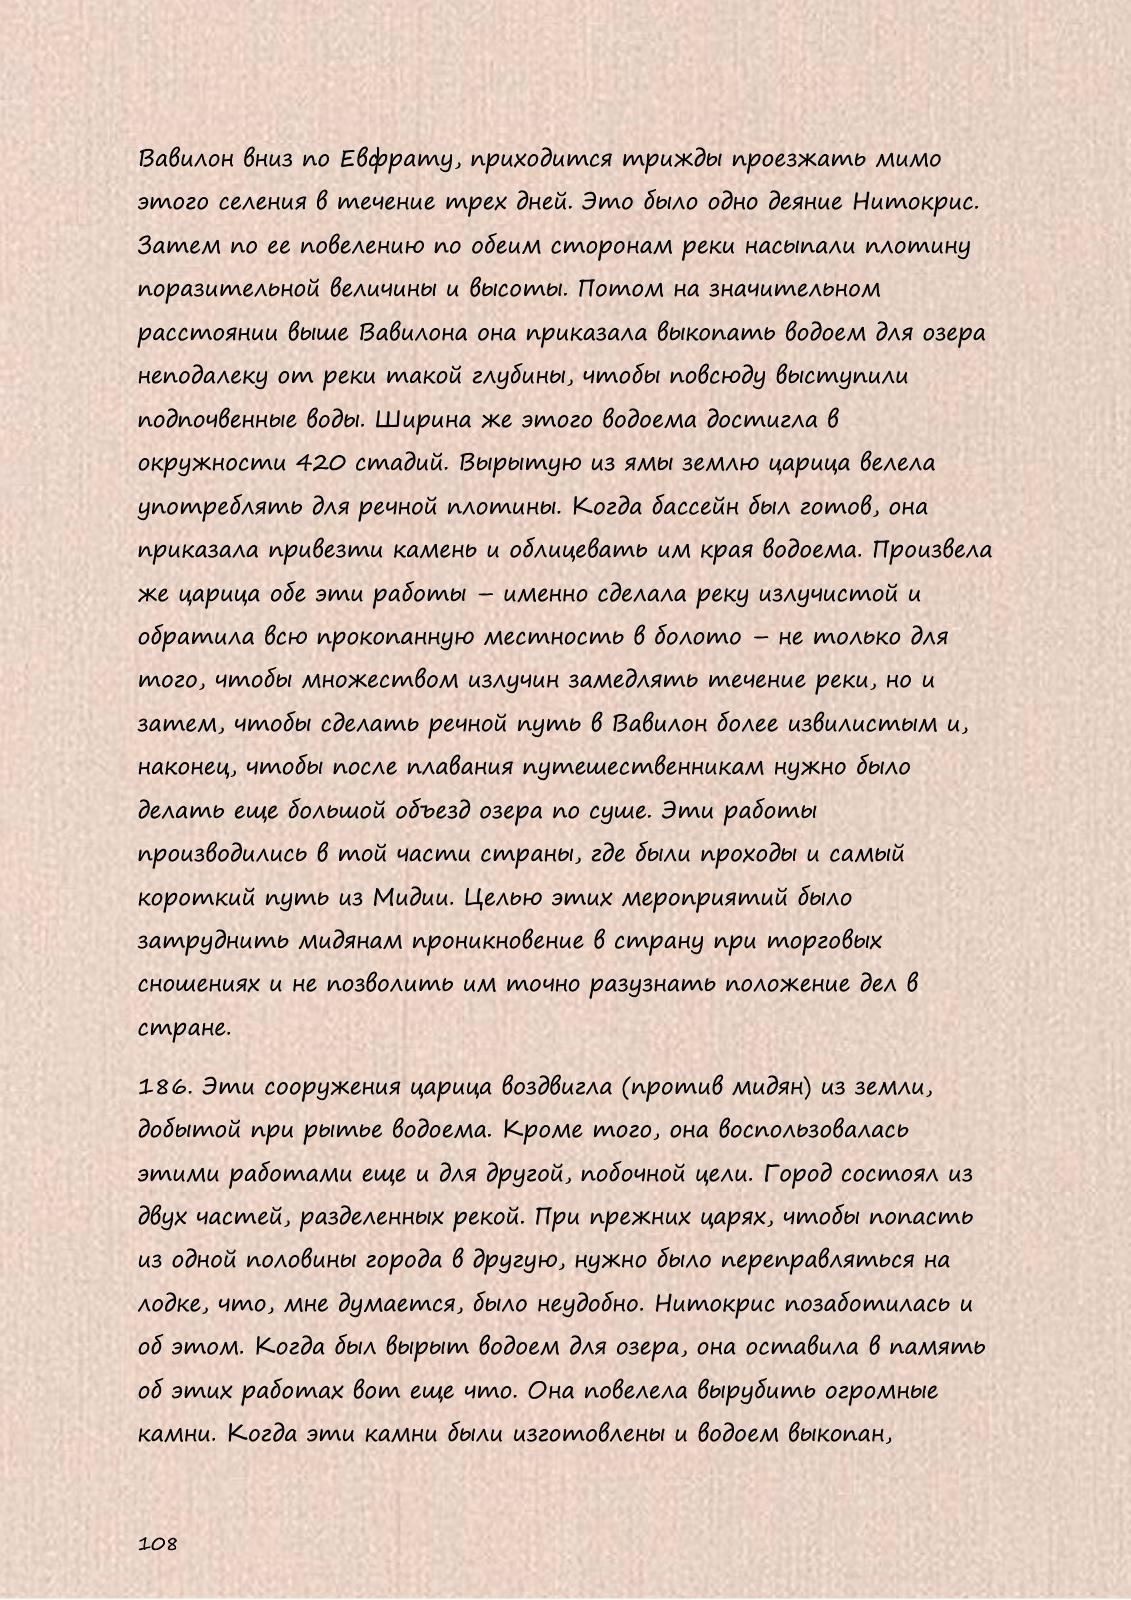 Вавилон вниз по Евфрату, приходится трижды проезжать мимо
этого селения в течение трех дней. Это было одно деяние Нитокрис.
Затем по ее повелению по обеим сторонам реки насыпали плотину
поразительной величины и высоты. Потом на значительном
расстоянии выше Вавилона она приказала выкопать водоем для озера
неподалеку от реки такой глубины, чтобы повсюду выступили
подпочвенные воды. Ширина же этого водоема достигла в
окружности 420 стадий. Вырытую из ямы землю царица велела
употреблять для речной плотины. Когда бассейн был готов, она
приказала привезти камень и облицевать им края водоема. Произвела
же царица обе эти работы – именно сделала реку излучистой и
обратила всю прокопанную местность в болото – не только для
того, чтобы множеством излучин замедлять течение реки, но и
затем, чтобы сделать речной путь в Вавилон более извилистым и,
наконец, чтобы после плавания путешественникам нужно было
делать еще большой объезд озера по суше. Эти работы
производились в той части страны, где были проходы и самый
короткий путь из Мидии. Целью этих мероприятий было
затруднить мидянам проникновение в страну при торговых
сношениях и не позволить им точно разузнать положение дел в
стране.
186. Эти сооружения царица воздвигла (против мидян) из земли,
добытой при рытье водоема. Кроме того, она воспользовалась
этими работами еще и для другой, побочной цели. Город состоял из
двух частей, разделенных рекой. При прежних царях, чтобы попасть
из одной половины города в другую, нужно было переправляться на
лодке, что, мне думается, было неудобно. Нитокрис позаботилась и
об этом. Когда был вырыт водоем для озера, она оставила в память
об этих работах вот еще что. Она повелела вырубить огромные
камни. Когда эти камни были изготовлены и водоем выкопан,
108